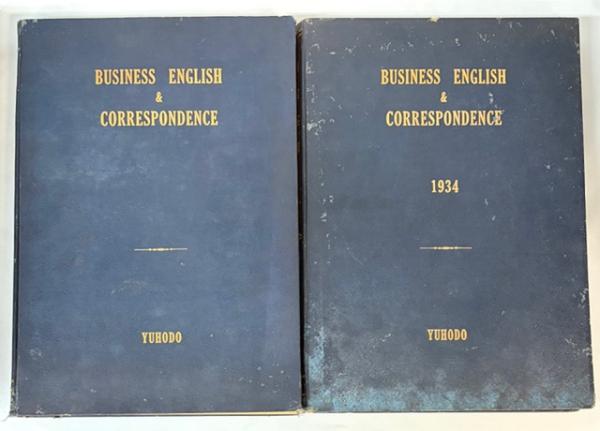 BUSINESS ENGLISH
&
CORRESPONDENCE
YUHODO
BUSINESS ENGLISH
&
CORRESPONDENCE
1934
YUHODO